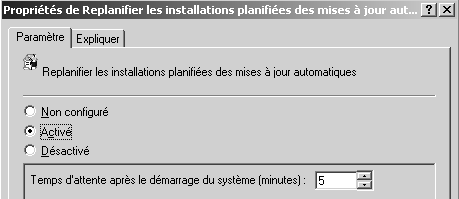 Propriétés de Replanifier les installations planifiées des mises à jour aut...
Paramètre
Expliquer
Replanifier les installations planifiées des mises à jour automatiques
Non configuré
Activé
Désactivé
Temps d'attente après le démarrage du système (minutes) : 5